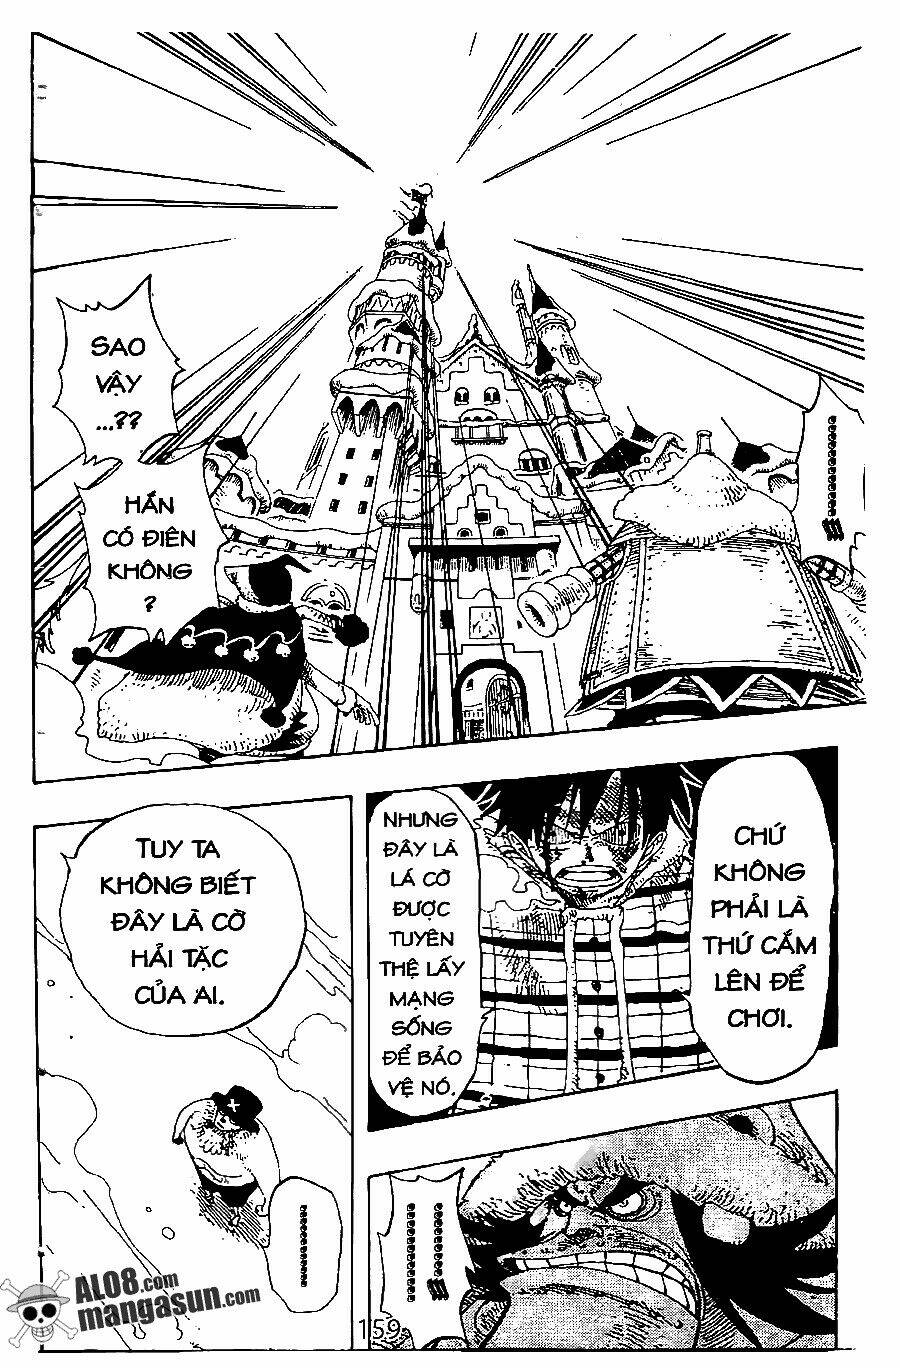 SAO
VẬY
...??
HẮN
CÓ ĐIÊN
KHÔNG
?
TUY TA
KHÔNG BIẾT
ĐÂY LÀ CỜ
HẢI TẶC
CỦA AI.
NHƯNG
ĐÂY LÀ
LÁ CỜ
ĐƯỢC
TUYÊN
THỆ LẤY
MẠNG
SỐNG
ĐỂ BẢO
VỆ NÓ.
CHỨ
KHÔNG
PHẢI LÀ
THỨ CẮM
LÊN ĐỂ
CHƠI.
AL08.com
mangasun.com
159